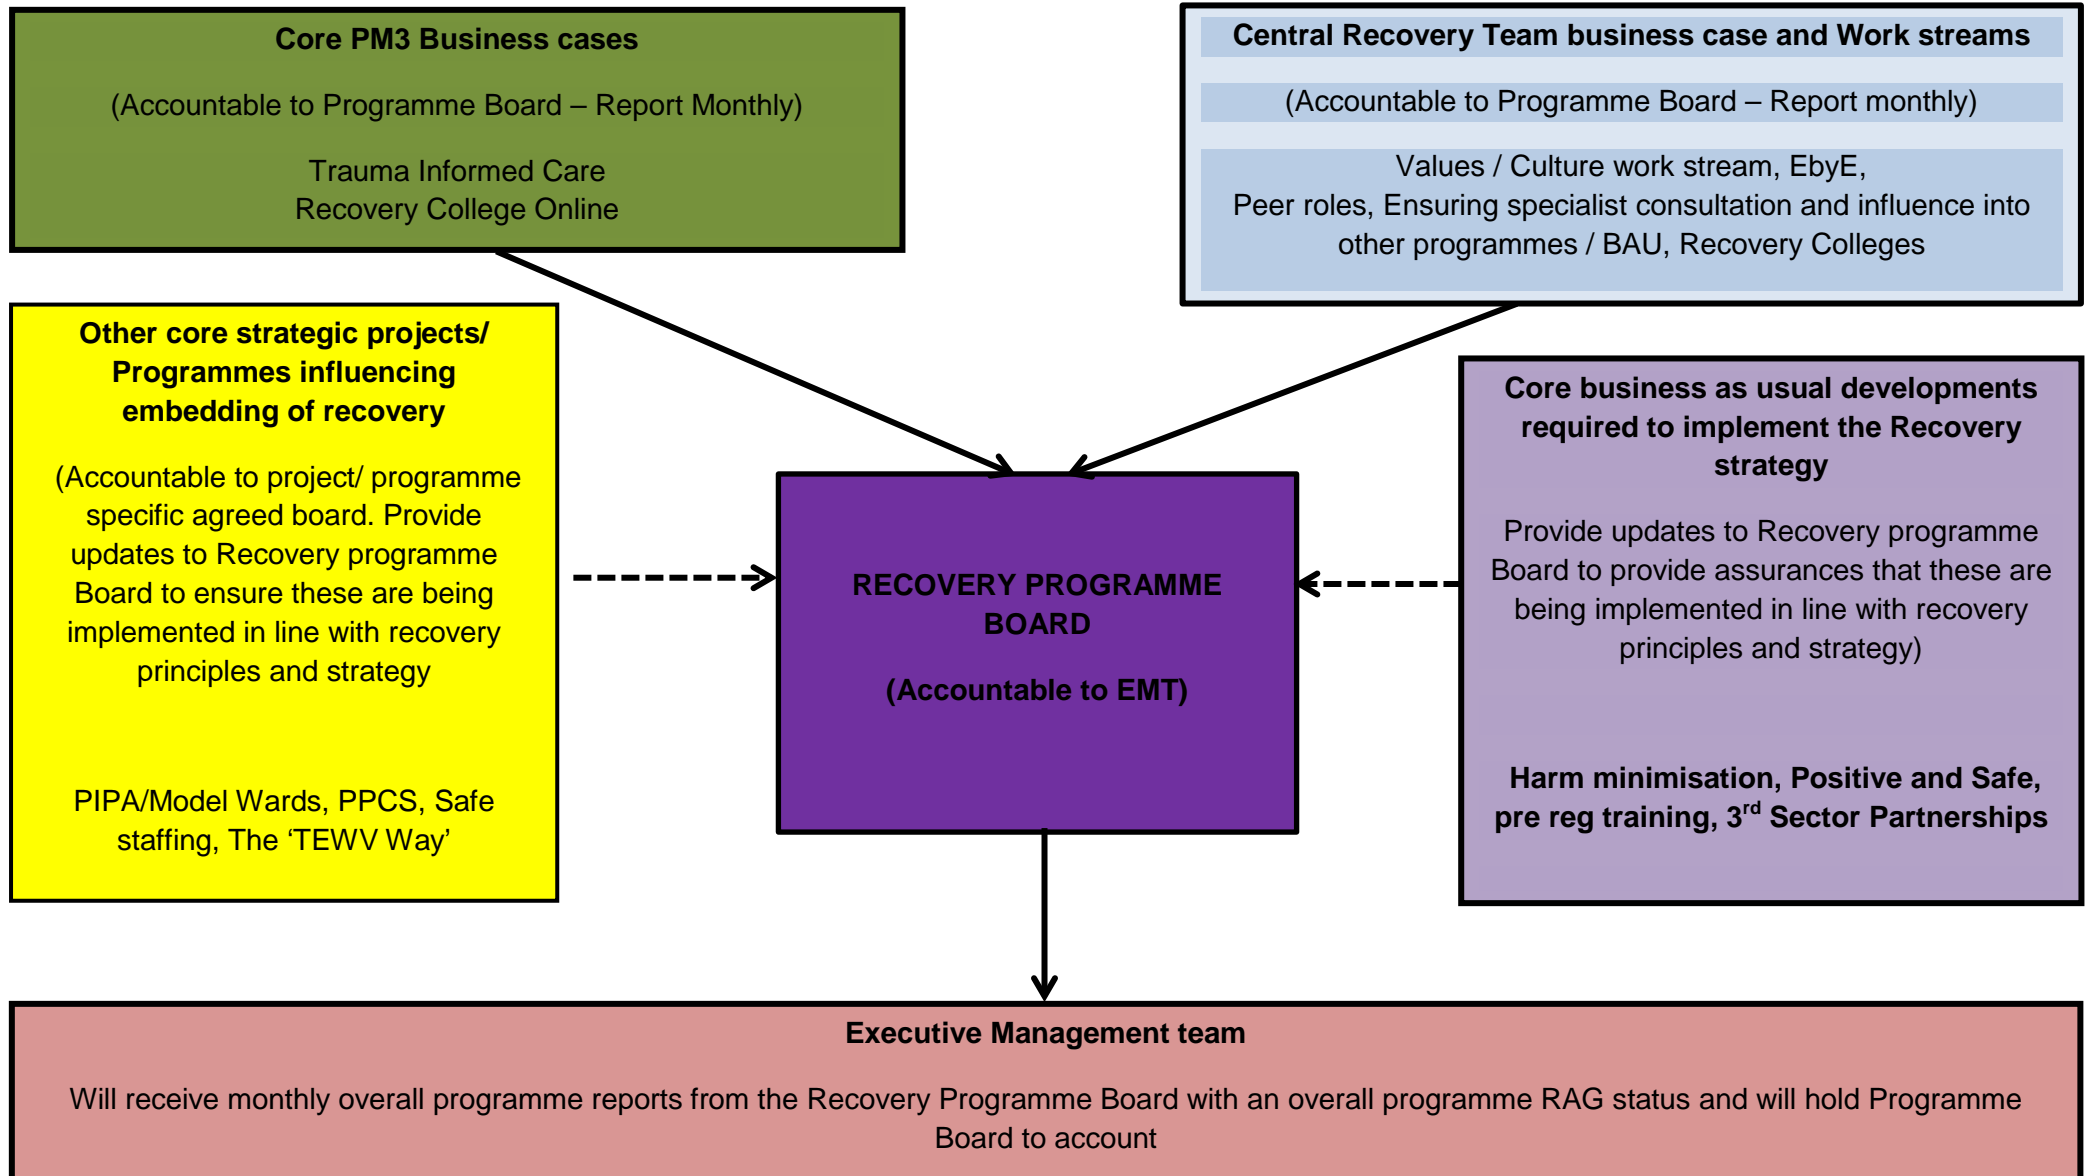 Core PM3 Business cases
(Accountable to Programme Board – Report Monthly)
Trauma Informed Care
Recovery College Online
Central Recovery Team business case and Work streams
(Accountable to Programme Board – Report monthly)
Values / Culture work stream, EbyE,
Peer roles, Ensuring specialist consultation and influence into
other programmes / BAU, Recovery Colleges
Other core strategic projects/
Programmes influencing
embedding of recovery
(Accountable to project/ programme
specific agreed board. Provide
updates to Recovery programme
Board to ensure these are being
implemented in line with recovery
principles and strategy
PIPA/Model Wards, PPCS, Safe
staffing, The ‘TEWV Way’
RECOVERY PROGRAMME
BOARD
(Accountable to EMT)
Core business as usual developments
required to implement the Recovery
strategy
Provide updates to Recovery programme
Board to provide assurances that these are
being implemented in line with recovery
principles and strategy)
Harm minimisation, Positive and Safe,
pre reg training, 3rd Sector Partnerships
Executive Management team
Will receive monthly overall programme reports from the Recovery Programme Board with an overall programme RAG status and will hold Programme
Board to account